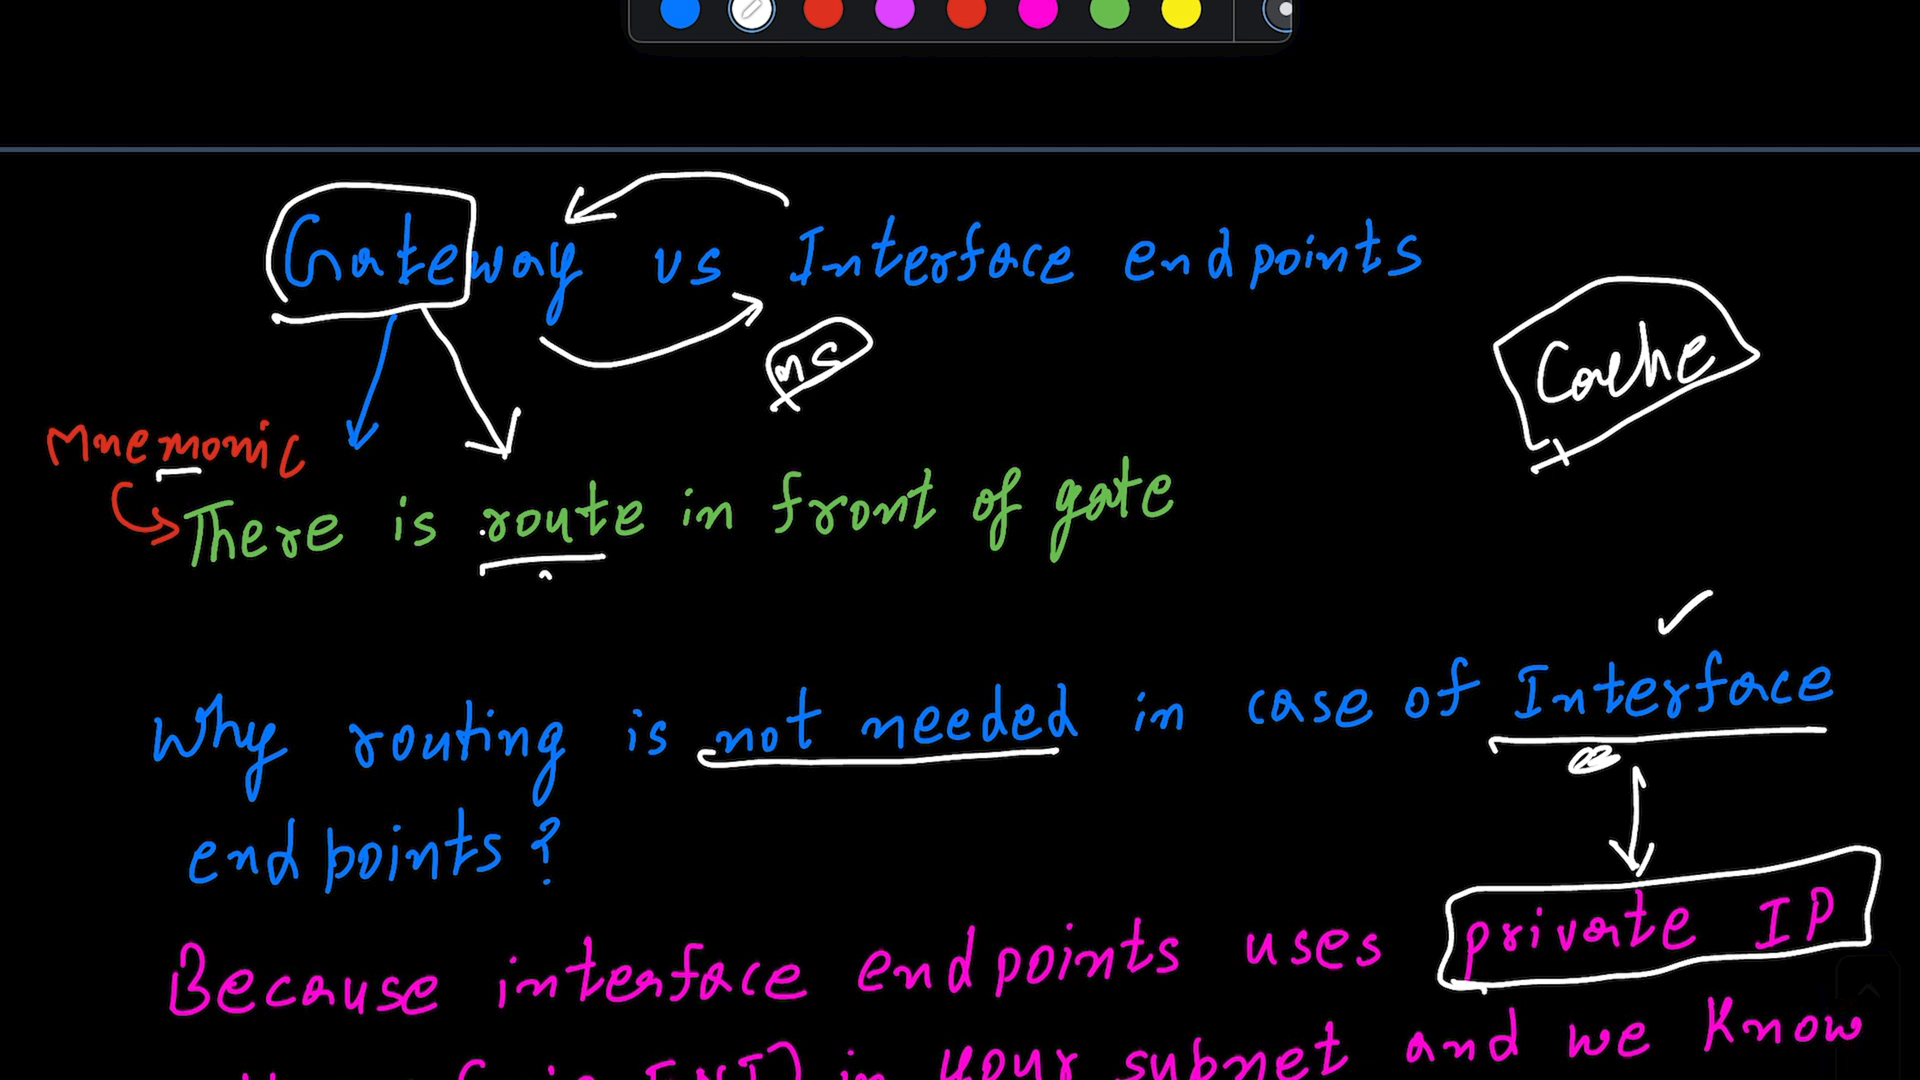 Gateway vs Interface endpoints
ns
Cache
Mnemonic
There is route in front of gate
Why routing is not needed in case of Interface
endpoints?
Because interface endpoints uses private IP
in your subnet and we know